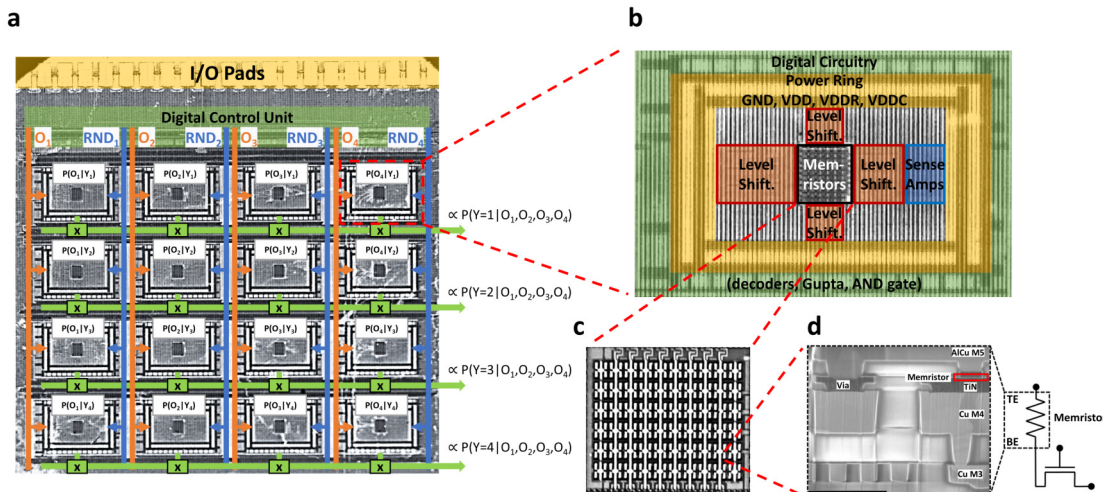 a
I/O Pads
Digital Control Unit
O1 RND1 O2 RND2 O3 RND3 O4 RND4
P(O1|Y1) P(O2|Y1) P(O3|Y1) P(O4|Y1)
x x x x
∝ P(Y=1|O1,O2,O3,O4)
P(O1|Y2) P(O2|Y2) P(O3|Y2) P(O4|Y2)
x x x x
∝ P(Y=2|O1,O2,O3,O4)
P(O1|Y3) P(O2|Y3) P(O3|Y3) P(O4|Y3)
x x x x
∝ P(Y=3|O1,O2,O3,O4)
P(O1|Y4) P(O2|Y4) P(O3|Y4) P(O4|Y4)
x x x x
∝ P(Y=4|O1,O2,O3,O4)
b
Digital Circuitry
Power Ring
GND, VDD, VDDR, VDDC
Level
Shift.
Level
Shift.
Mem-
ristors
Level
Shift.
Sense
Amps
Level
Shift.
(decoders, Gupta, AND gate)
c
d
AlCu M5
Via
Memristor
TiN
Cu M4
Cu M3
TE
Memristo
BE